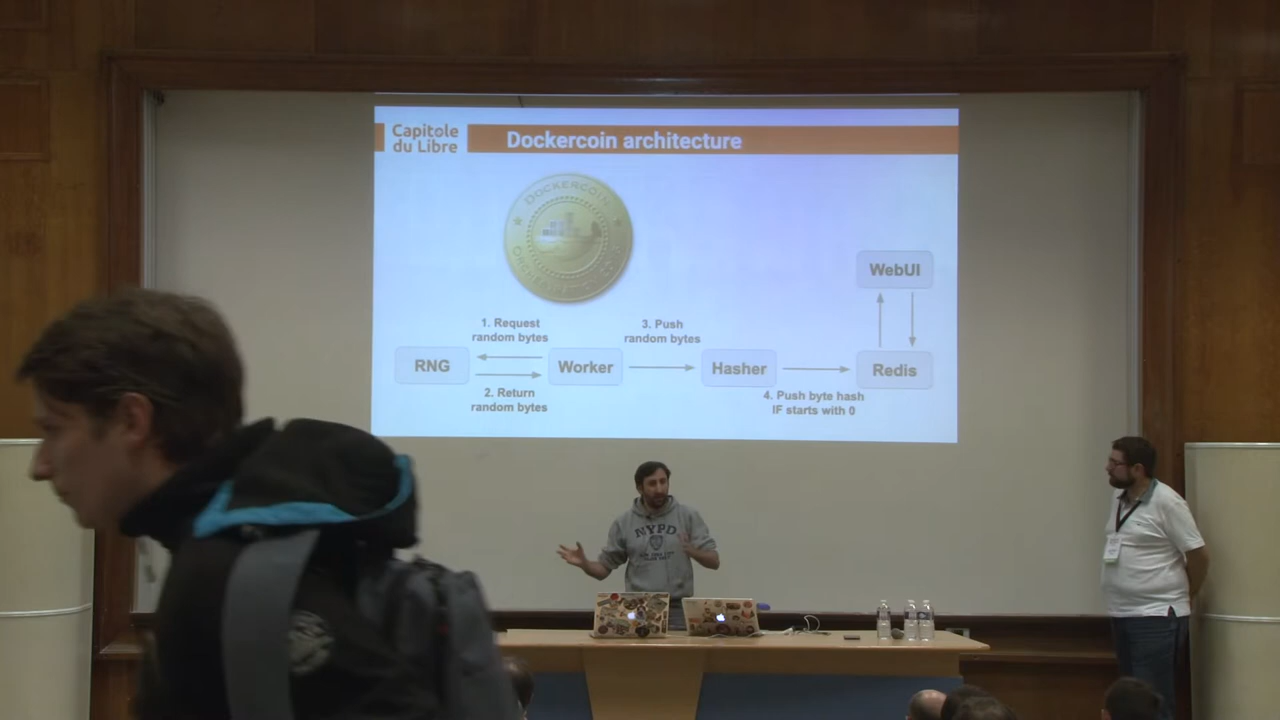 Capitole
du Libre
Dockercoin architecture
DOCKERCOIN
WebUI
1. Request
random bytes
3. Push
random bytes
RNG
Worker
Hasher
Redis
2. Return
random bytes
4. Push byte hash
IF starts with 0
NYPD